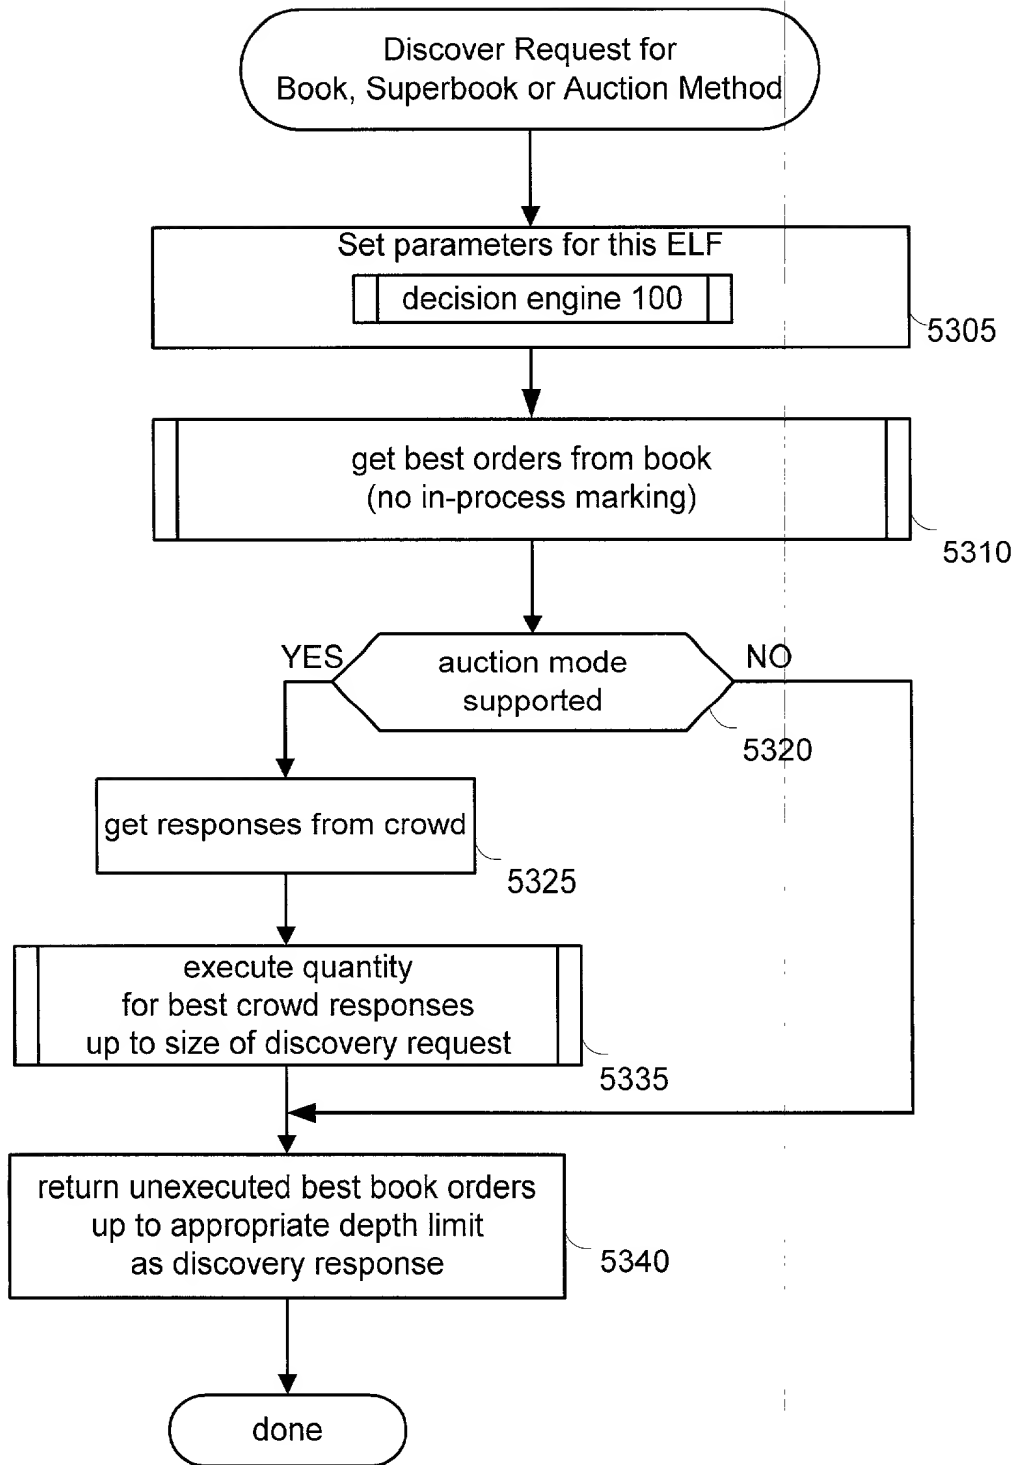 Discover Request for
Book, Superbook or Auction Method
Set parameters for this ELF
decision engine 100
5305
get best orders from book
(no in-process marking)
5310
YES
auction mode
supported
NO
5320
get responses from crowd
5325
execute quantity
for best crowd responses
up to size of discovery request
5335
return unexecuted best book orders
up to appropriate depth limit
as discovery response
5340
done